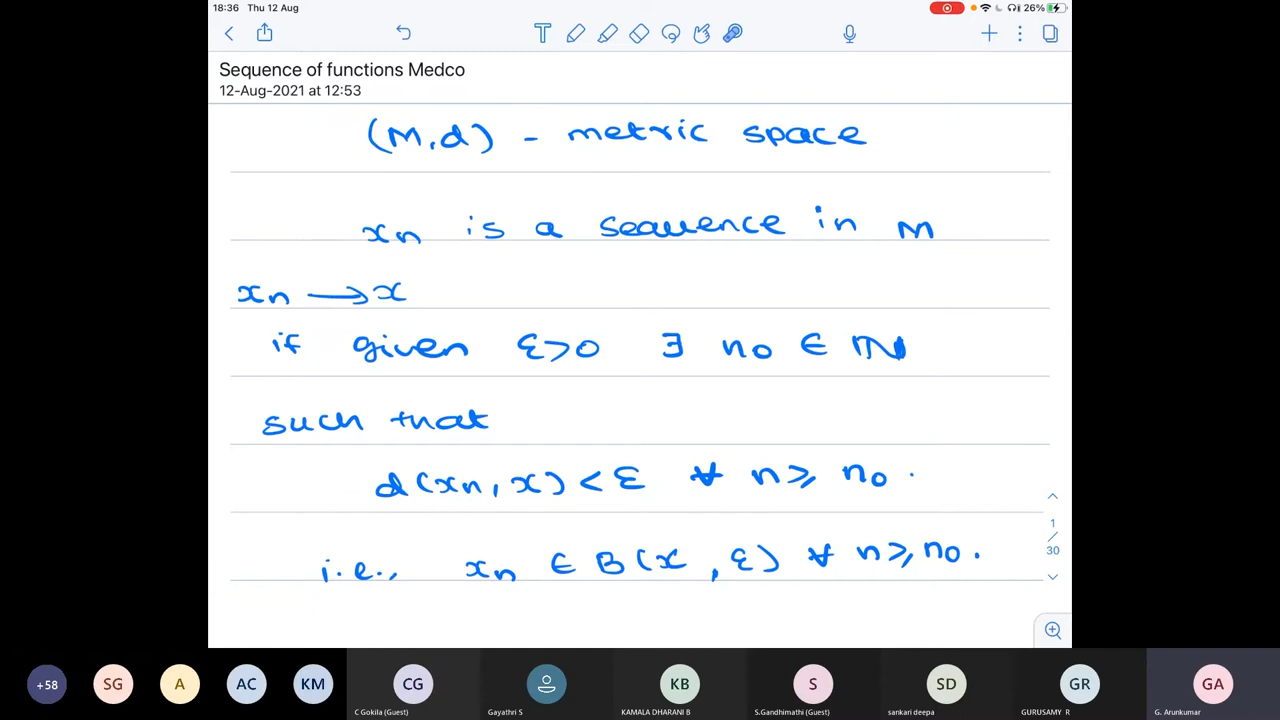 18:36 Thu 12 Aug
26%
Sequence of functions Medco
12-Aug-2021 at 12:53
(M,d) - metric space
xn is a sequence in M
xn ⟶ x
if given ε>0 ∃ n0 ∈ ℕ
such that
d(xn, x) < ε ∀ n ≥ n0.
i.e., xn ∈ B(x, ε) ∀ n ≥ n0.
1
/
30
+58 SG A AC KM CG KB S SD GR GA
C Gokila (Guest) Gayathri S KAMALA DHARANI B S.Gandhimathi (Guest) sankari deepa GURUSAMY R G. Arunkumar